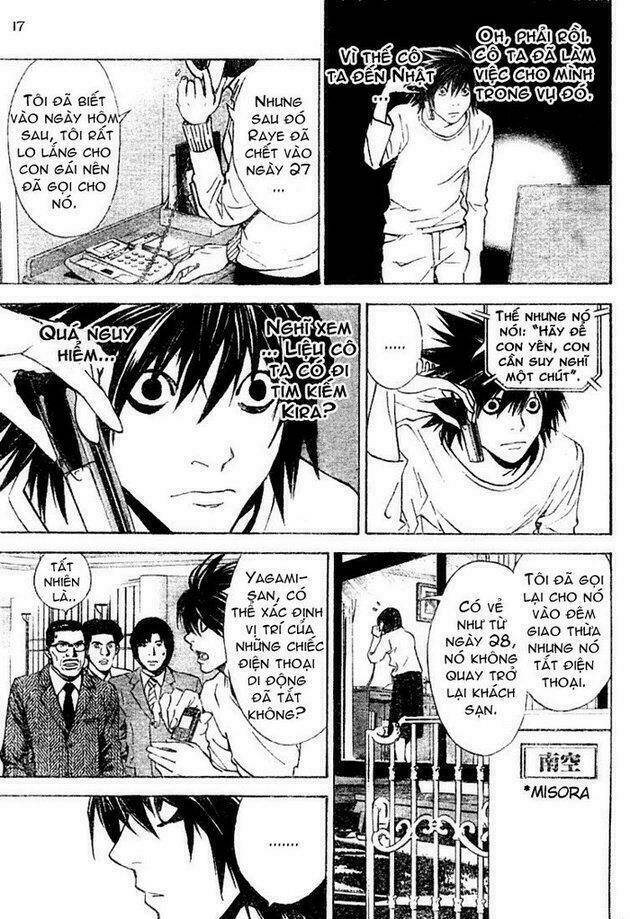 17
OH, PHẢI RỒI.
CÔ TA ĐÃ LÀM
VIỆC CHO MÌNH
TRONG VỤ ĐÓ.
VÌ THẾ CÔ
TA ĐẾN NHẬT
...
NHƯNG SAU ĐÓ
RAYE ĐÃ
CHẾT VÀO
NGÀY 27
...
TÔI ĐÃ BIẾT
VÀO NGÀY HÔM
SAU, TÔI RẤT
LO LẮNG CHO
CON GÁI NÊN
ĐÃ GỌI CHO
NÓ.
THẾ NHƯNG NÓ
NÓI: "HÃY ĐỂ
CON YÊN, CON
CẦN SUY NGHĨ
MỘT CHÚT".
......
NGHĨ XEM
... LIỆU CÔ
TA CÓ ĐI
TÌM KIẾM
KIRA?
QUÁ NGUY
HIỂM...
TÔI ĐÃ GỌI
LẠI CHO NÓ
VÀO ĐÊM
GIAO THỪA
NHƯNG NÓ
TẮT ĐIỆN
THOẠI.
CÓ VẺ
NHƯ TỪ
NGÀY 28,
NÓ KHÔNG
QUAY TRỞ
LẠI KHÁCH
SẠN.
南空
*MISORA
YAGAMI-
SAN, CÓ
THỂ XÁC ĐỊNH
VỊ TRÍ CỦA
NHỮNG CHIẾC
ĐIỆN THOẠI
DI ĐỘNG
ĐÃ TẮT
KHÔNG?
TẤT
NHIÊN
LÀ..
.......